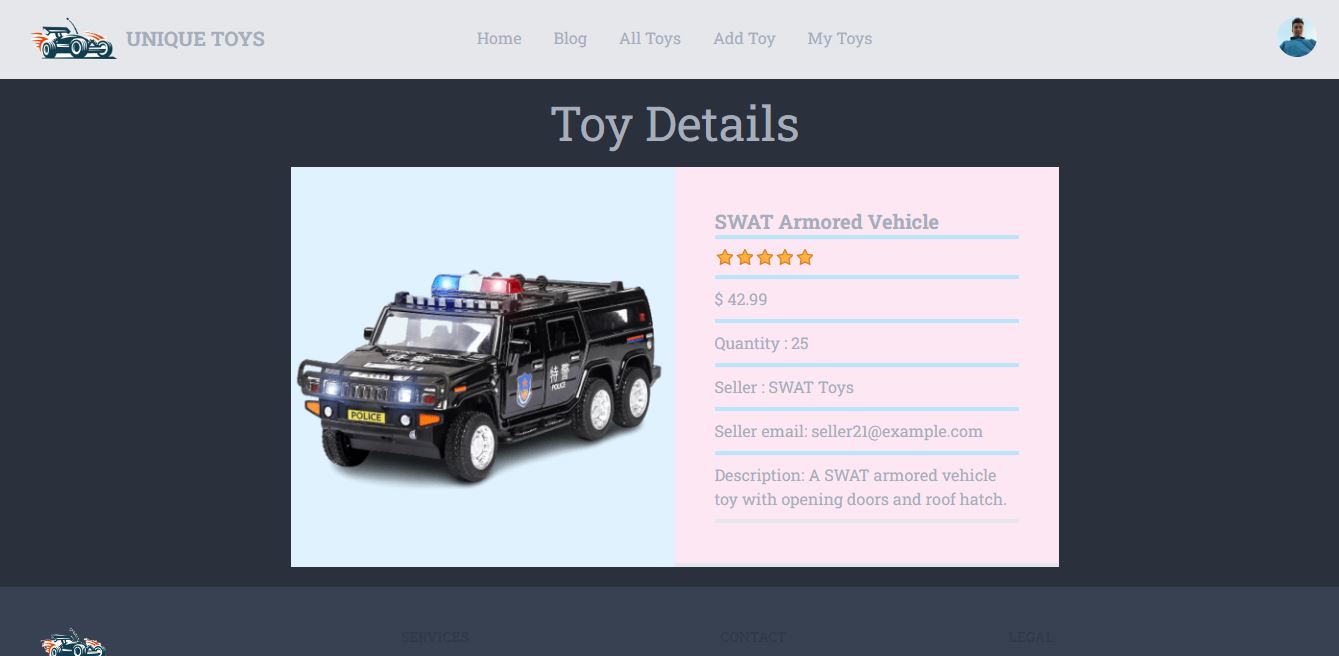 UNIQUE TOYS
Home
Blog
All Toys
Add Toy
My Toys
Toy Details
特警
特警
POLICE
POLICE
SWAT Armored Vehicle
$ 42.99
Quantity : 25
Seller : SWAT Toys
Seller email: seller21@example.com
Description: A SWAT armored vehicle
toy with opening doors and roof hatch.
SERVICES
CONTACT
LEGAL